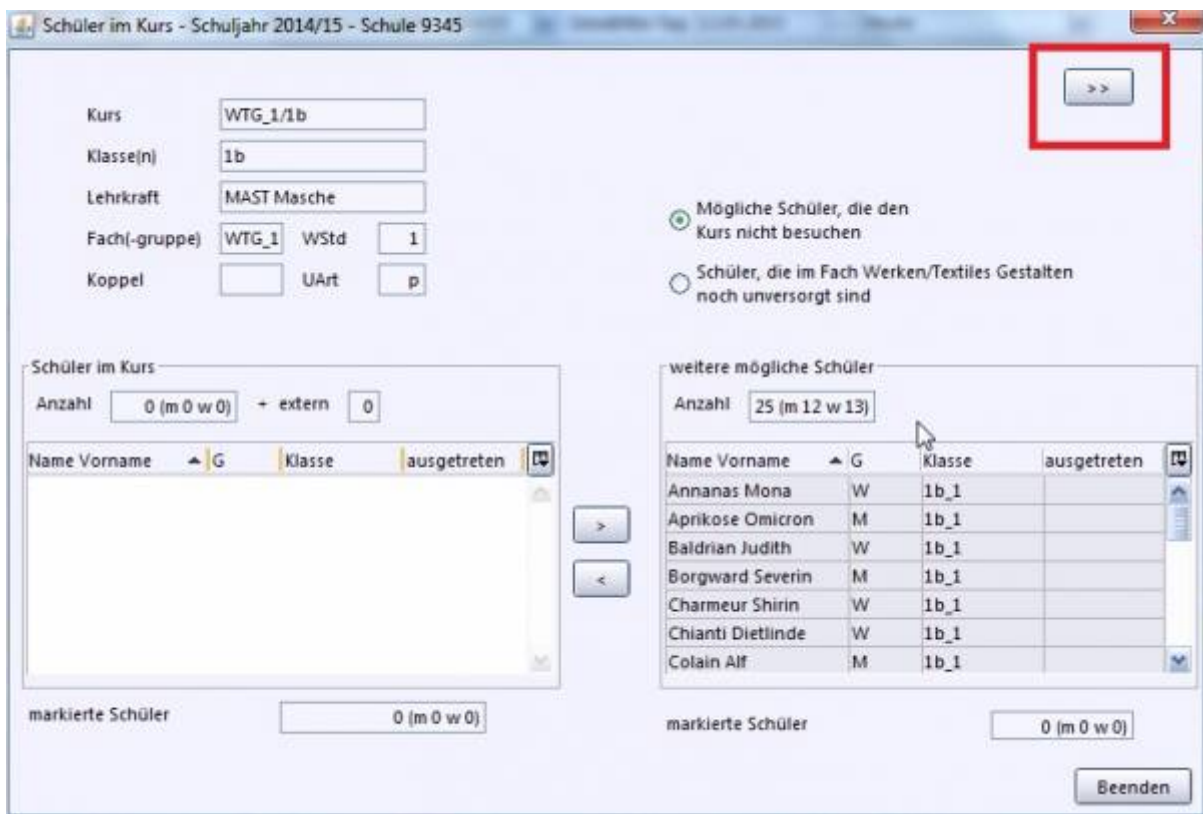 Schüler im Kurs - Schuljahr 2014/15 - Schule 9345
x
>>
Kurs WTG_1/1b
Klasse(n) 1b
Lehrkraft MAST Masche
Fach(-gruppe) WTG_1 WStd 1
Koppel UArt p
Mögliche Schüler, die den
Kurs nicht besuchen
Schüler, die im Fach Werken/Textiles Gestalten
noch unversorgt sind
Schüler im Kurs
Anzahl 0 (m 0 w 0) + extern 0
Name Vorname G Klasse ausgetreten
>
<
weitere mögliche Schüler
Anzahl 25 (m 12 w 13)
Name Vorname G Klasse ausgetreten
Annanas Mona W 1b_1
Aprikose Omicron M 1b_1
Baldrian Judith W 1b_1
Borgward Severin M 1b_1
Charmeur Shirin W 1b_1
Chianti Dietlinde W 1b_1
Colain Alf M 1b_1
markierte Schüler 0 (m 0 w 0)
markierte Schüler 0 (m 0 w 0)
Beenden